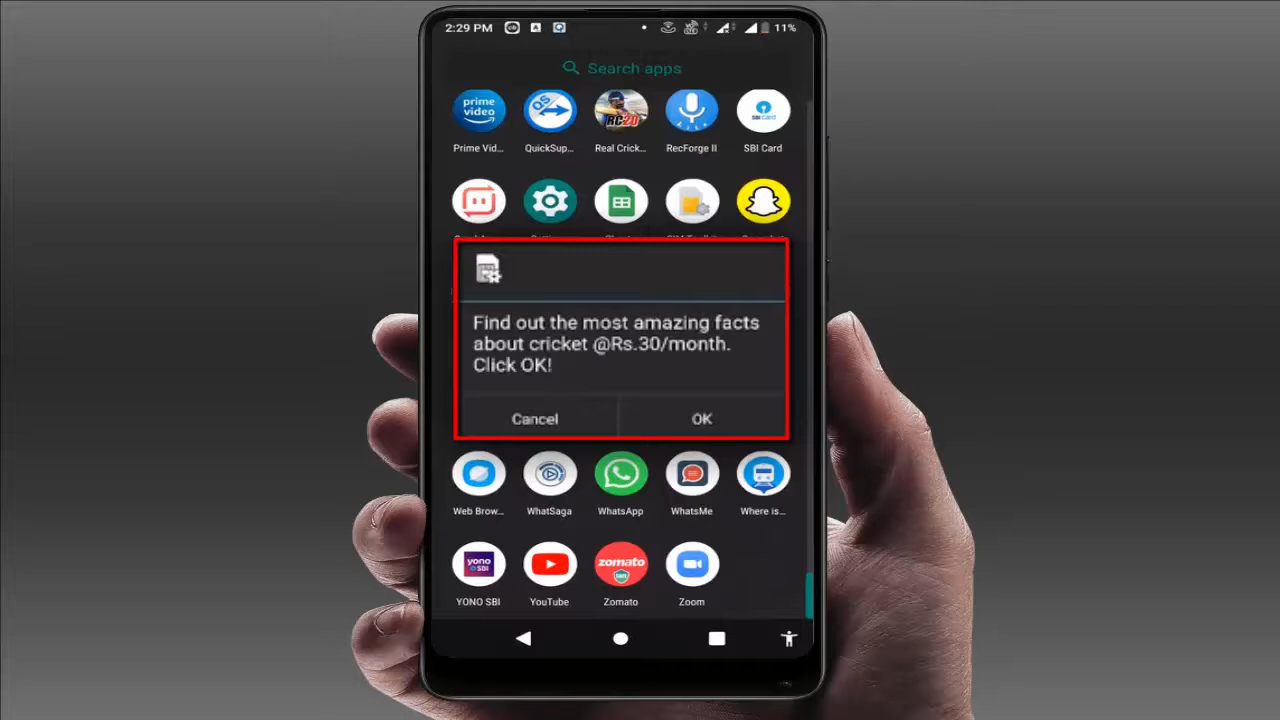 2:29 PM
11%
Search apps
prime
video
QS
RC20
SBI card
Prime Vid...
QuickSup...
Real Crick...
RecForge II
SBI Card
Find out the most amazing facts
about cricket @Rs.30/month.
Click OK!
Cancel
OK
Web Brow...
WhatSaga
WhatsApp
WhatsMe
Where is...
yono
SBI
zomato
YONO SBI
YouTube
Zomato
Zoom